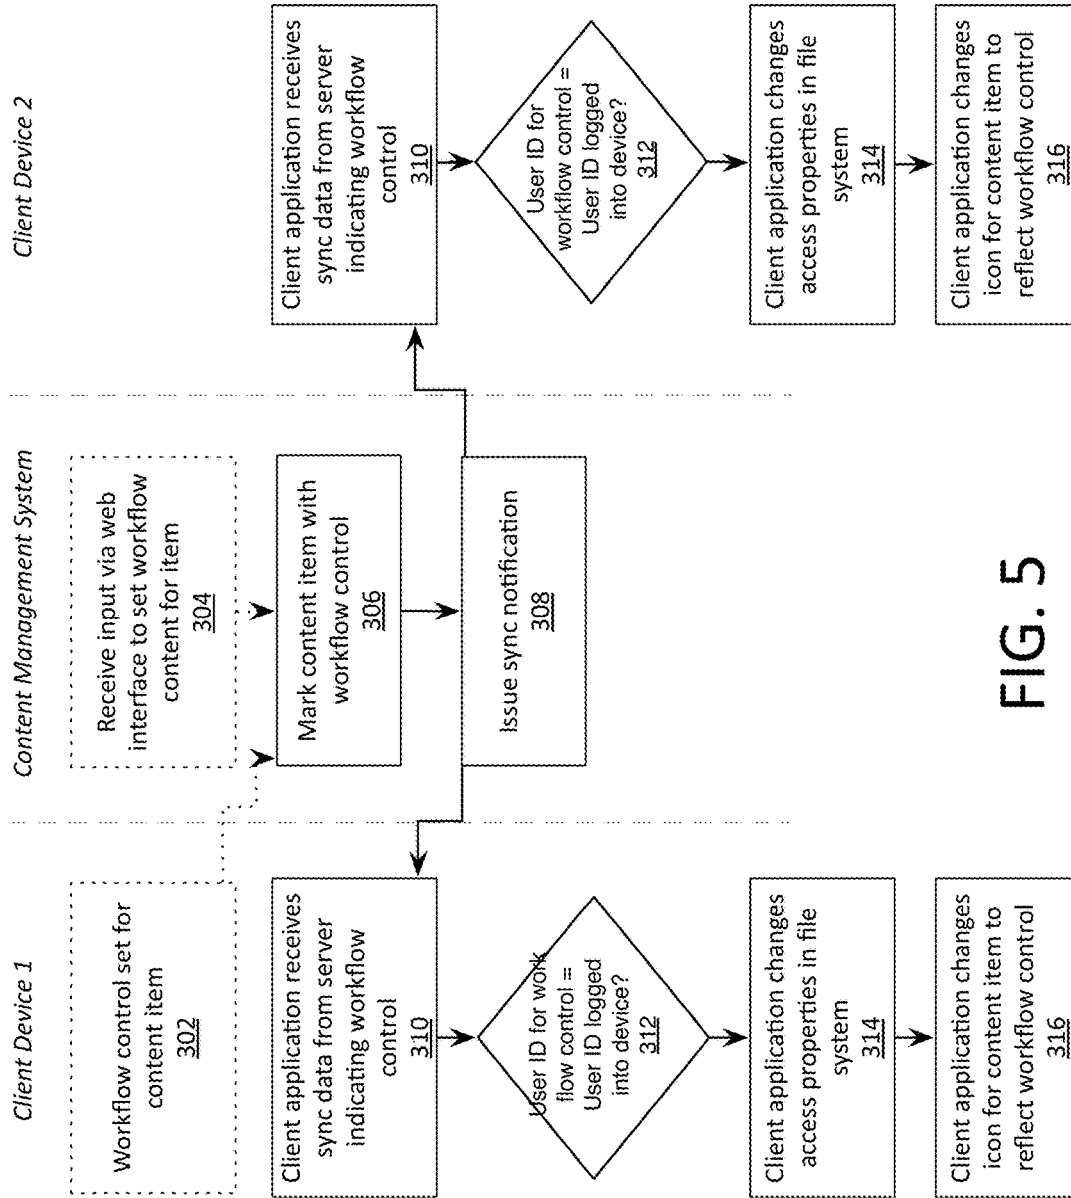 Client Device 1
Workflow control set for
content item
302
Client application receives
sync data from server
indicating workflow
control
310
User ID for work
flow control =
User ID logged
into device?
312
Client application changes
access properties in file
system
314
Client application changes
icon for content item to
reflect workflow control
316
Content Management System
Receive input via web
interface to set workflow
content for item
304
Mark content item with
workflow control
306
Issue sync notification
308
Client Device 2
Client application receives
sync data from server
indicating workflow
control
310
User ID for
workflow control =
User ID logged
into device?
312
Client application changes
access properties in file
system
314
Client application changes
icon for content item to
reflect workflow control
316
FIG. 5